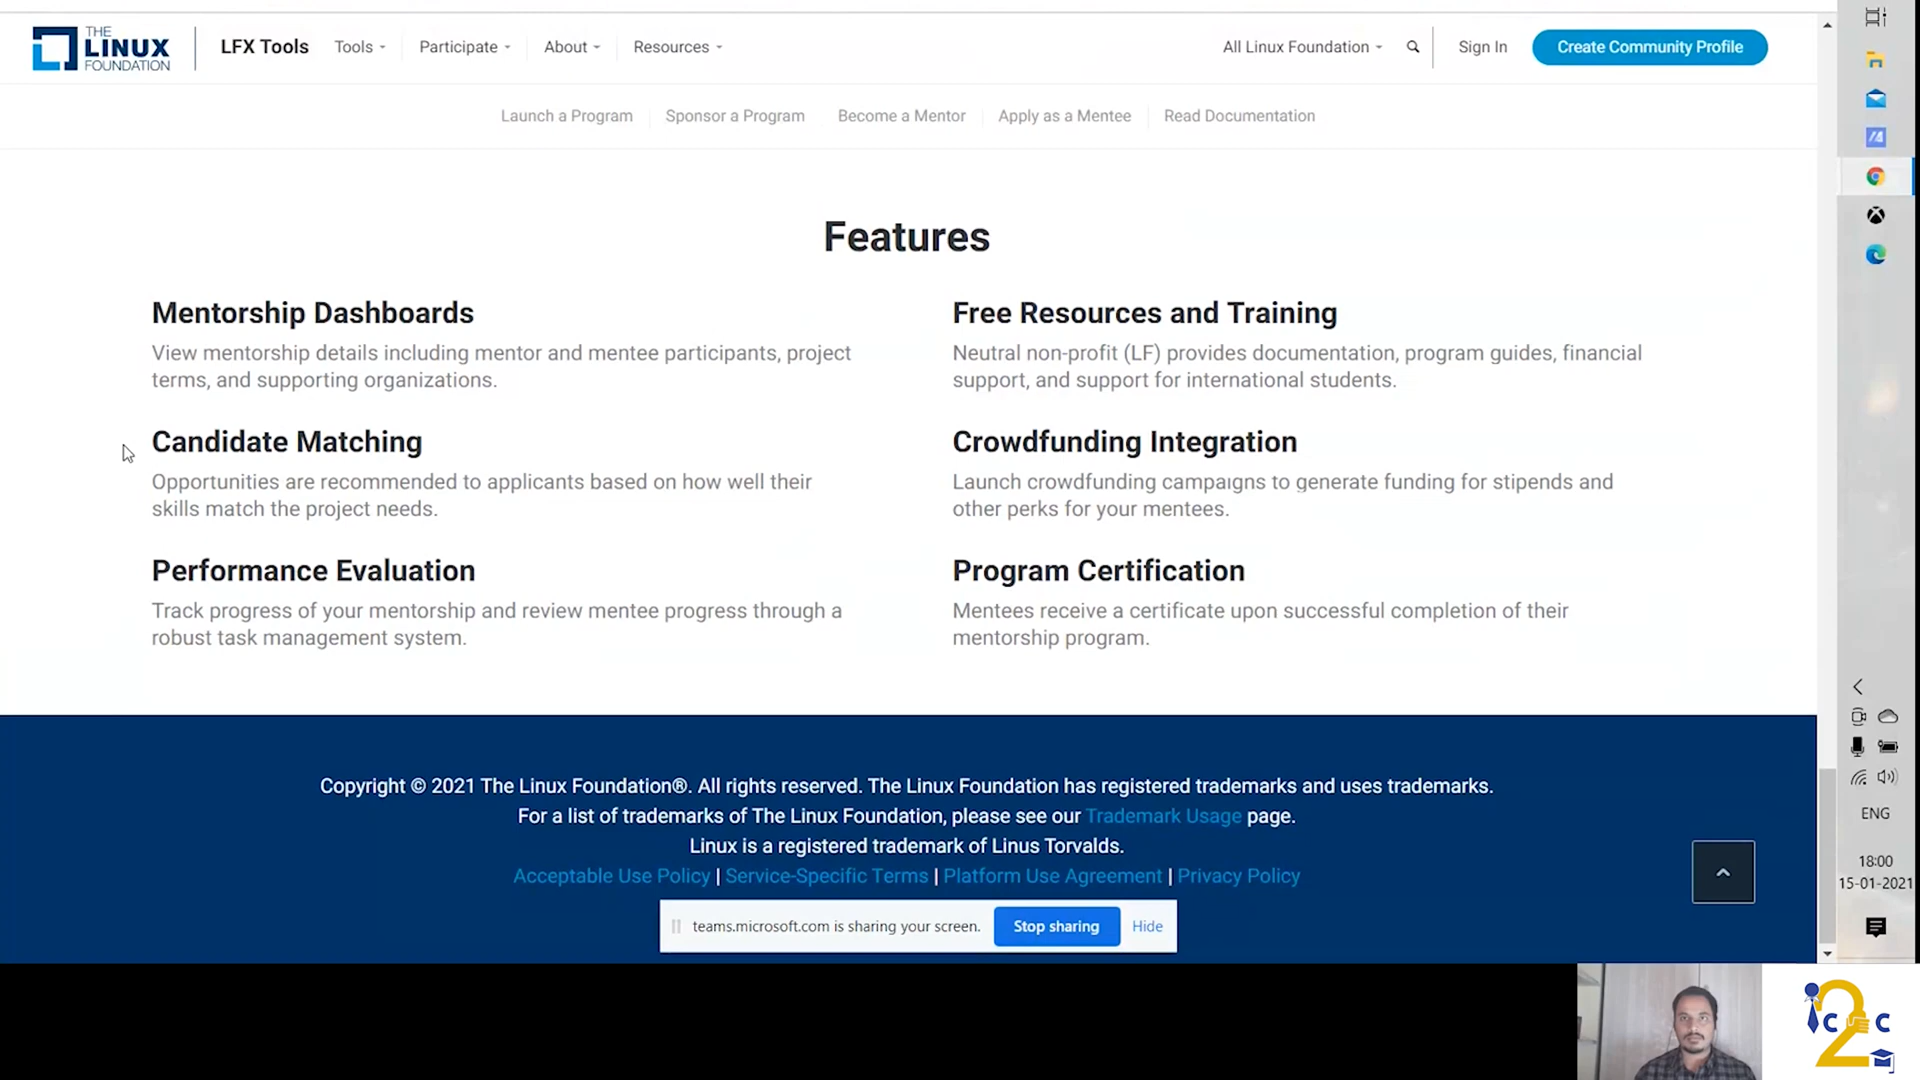 THE
LINUX
FOUNDATION
LFX Tools
Tools
Participate
About
Resources
All Linux Foundation
Sign In
Create Community Profile
Launch a Program
Sponsor a Program
Become a Mentor
Apply as a Mentee
Read Documentation
Features
Mentorship Dashboards
View mentorship details including mentor and mentee participants, project
terms, and supporting organizations.
Free Resources and Training
Neutral non-profit (LF) provides documentation, program guides, financial
support, and support for international students.
Candidate Matching
Opportunities are recommended to applicants based on how well their
skills match the project needs.
Crowdfunding Integration
Launch crowdfunding campaigns to generate funding for stipends and
other perks for your mentees.
Performance Evaluation
Track progress of your mentorship and review mentee progress through a
robust task management system.
Program Certification
Mentees receive a certificate upon successful completion of their
mentorship program.
Copyright © 2021 The Linux Foundation®. All rights reserved. The Linux Foundation has registered trademarks and uses trademarks.
For a list of trademarks of The Linux Foundation, please see our Trademark Usage page.
Linux is a registered trademark of Linus Torvalds.
Acceptable Use Policy | Service-Specific Terms | Platform Use Agreement | Privacy Policy
teams.microsoft.com is sharing your screen.
Stop sharing
Hide
ENG
18:00
15-01-2021
ic2c